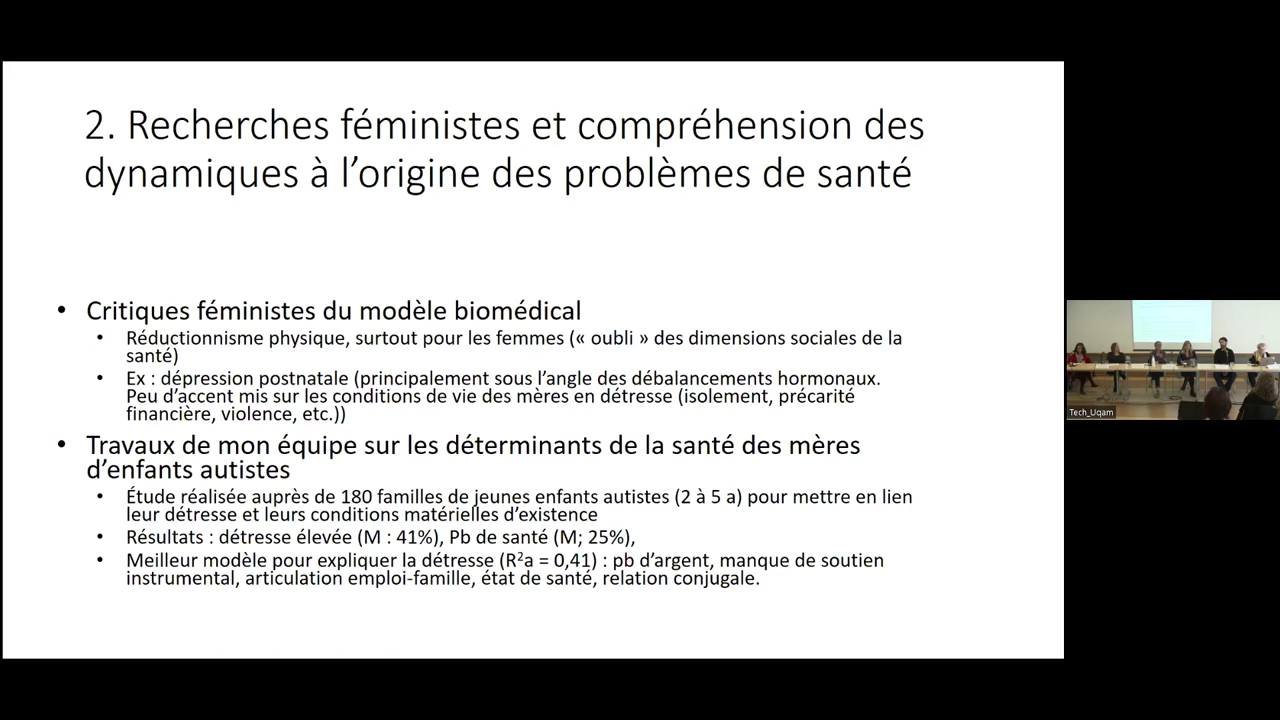 2. Recherches féministes et compréhension des
dynamiques à l’origine des problèmes de santé
• Critiques féministes du modèle biomédical
• Réductionnisme physique, surtout pour les femmes (« oubli » des dimensions sociales de la
santé)
• Ex : dépression postnatale (principalement sous l’angle des débalancements hormonaux.
Peu d’accent mis sur les conditions de vie des mères en détresse (isolement, précarité
financière, violence, etc.))
• Travaux de mon équipe sur les déterminants de la santé des mères
d’enfants autistes
• Étude réalisée auprès de 180 familles de jeunes enfants autistes (2 à 5 a) pour mettre en lien
leur détresse et leurs conditions matérielles d’existence
• Résultats : détresse élevée (M : 41%), Pb de santé (M; 25%),
• Meilleur modèle pour expliquer la détresse (R²a = 0,41) : pb d’argent, manque de soutien
instrumental, articulation emploi-famille, état de santé, relation conjugale.
Tech_Uqam